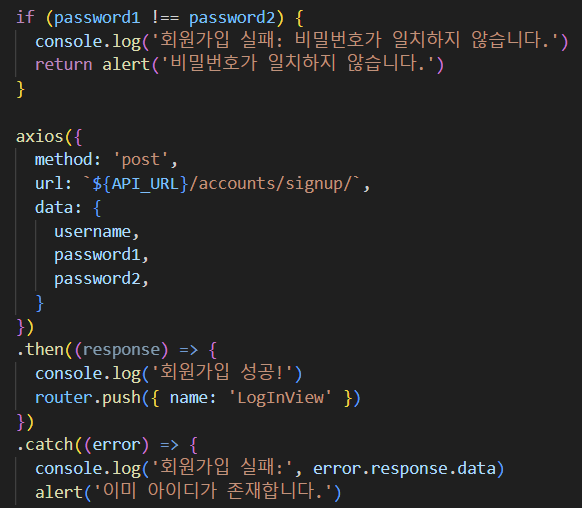 if (password1 !== password2) {
console.log('회원가입 실패: 비밀번호가 일치하지 않습니다.')
return alert('비밀번호가 일치하지 않습니다.')
}
axios({
method: 'post',
url: `${API_URL}/accounts/signup/`,
data: {
username,
password1,
password2,
}
})
.then((response) => {
console.log('회원가입 성공!')
router.push({ name: 'LogInView' })
})
.catch((error) => {
console.log('회원가입 실패:', error.response.data)
alert('이미 아이디가 존재합니다.')